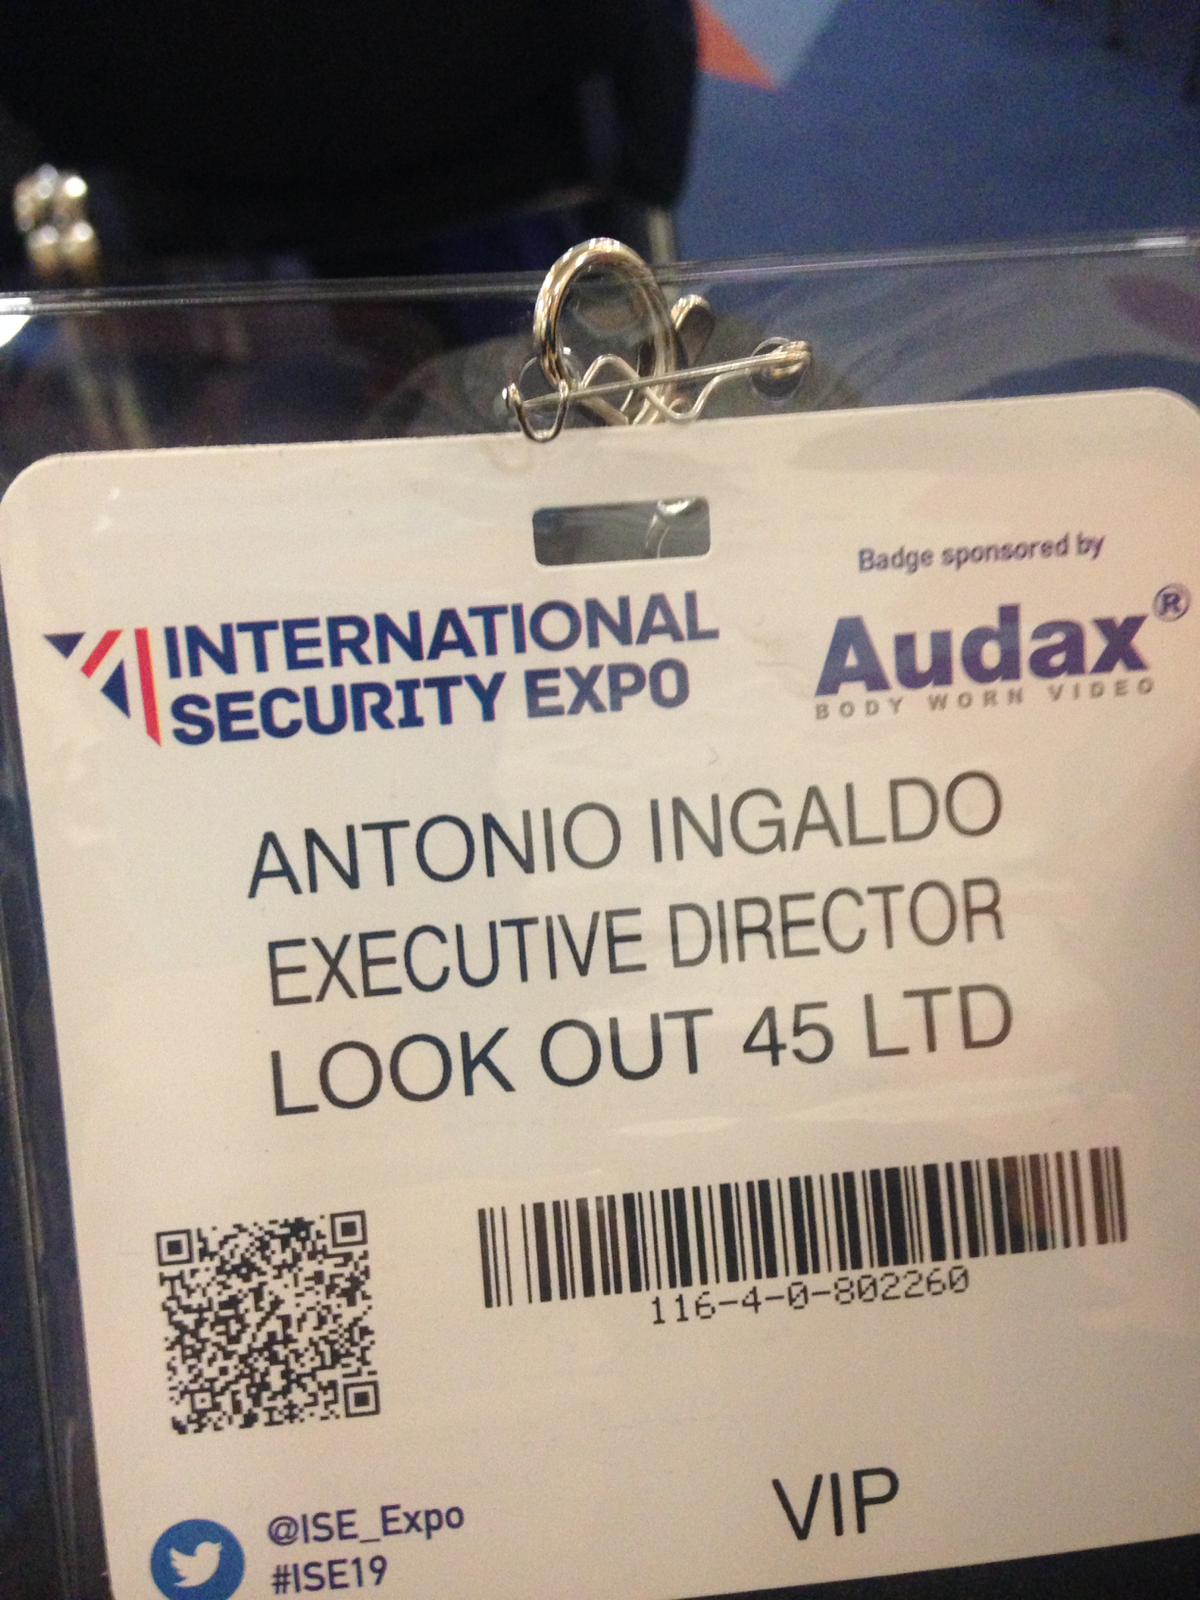 Badge sponsored by
INTERNATIONAL
SECURITY EXPO
Audax®
BODY WORN VIDEO
ANTONIO INGALDO
EXECUTIVE DIRECTOR
LOOK OUT 45 LTD
116-4-0-802260
VIP
@ISE_Expo
#ISE19